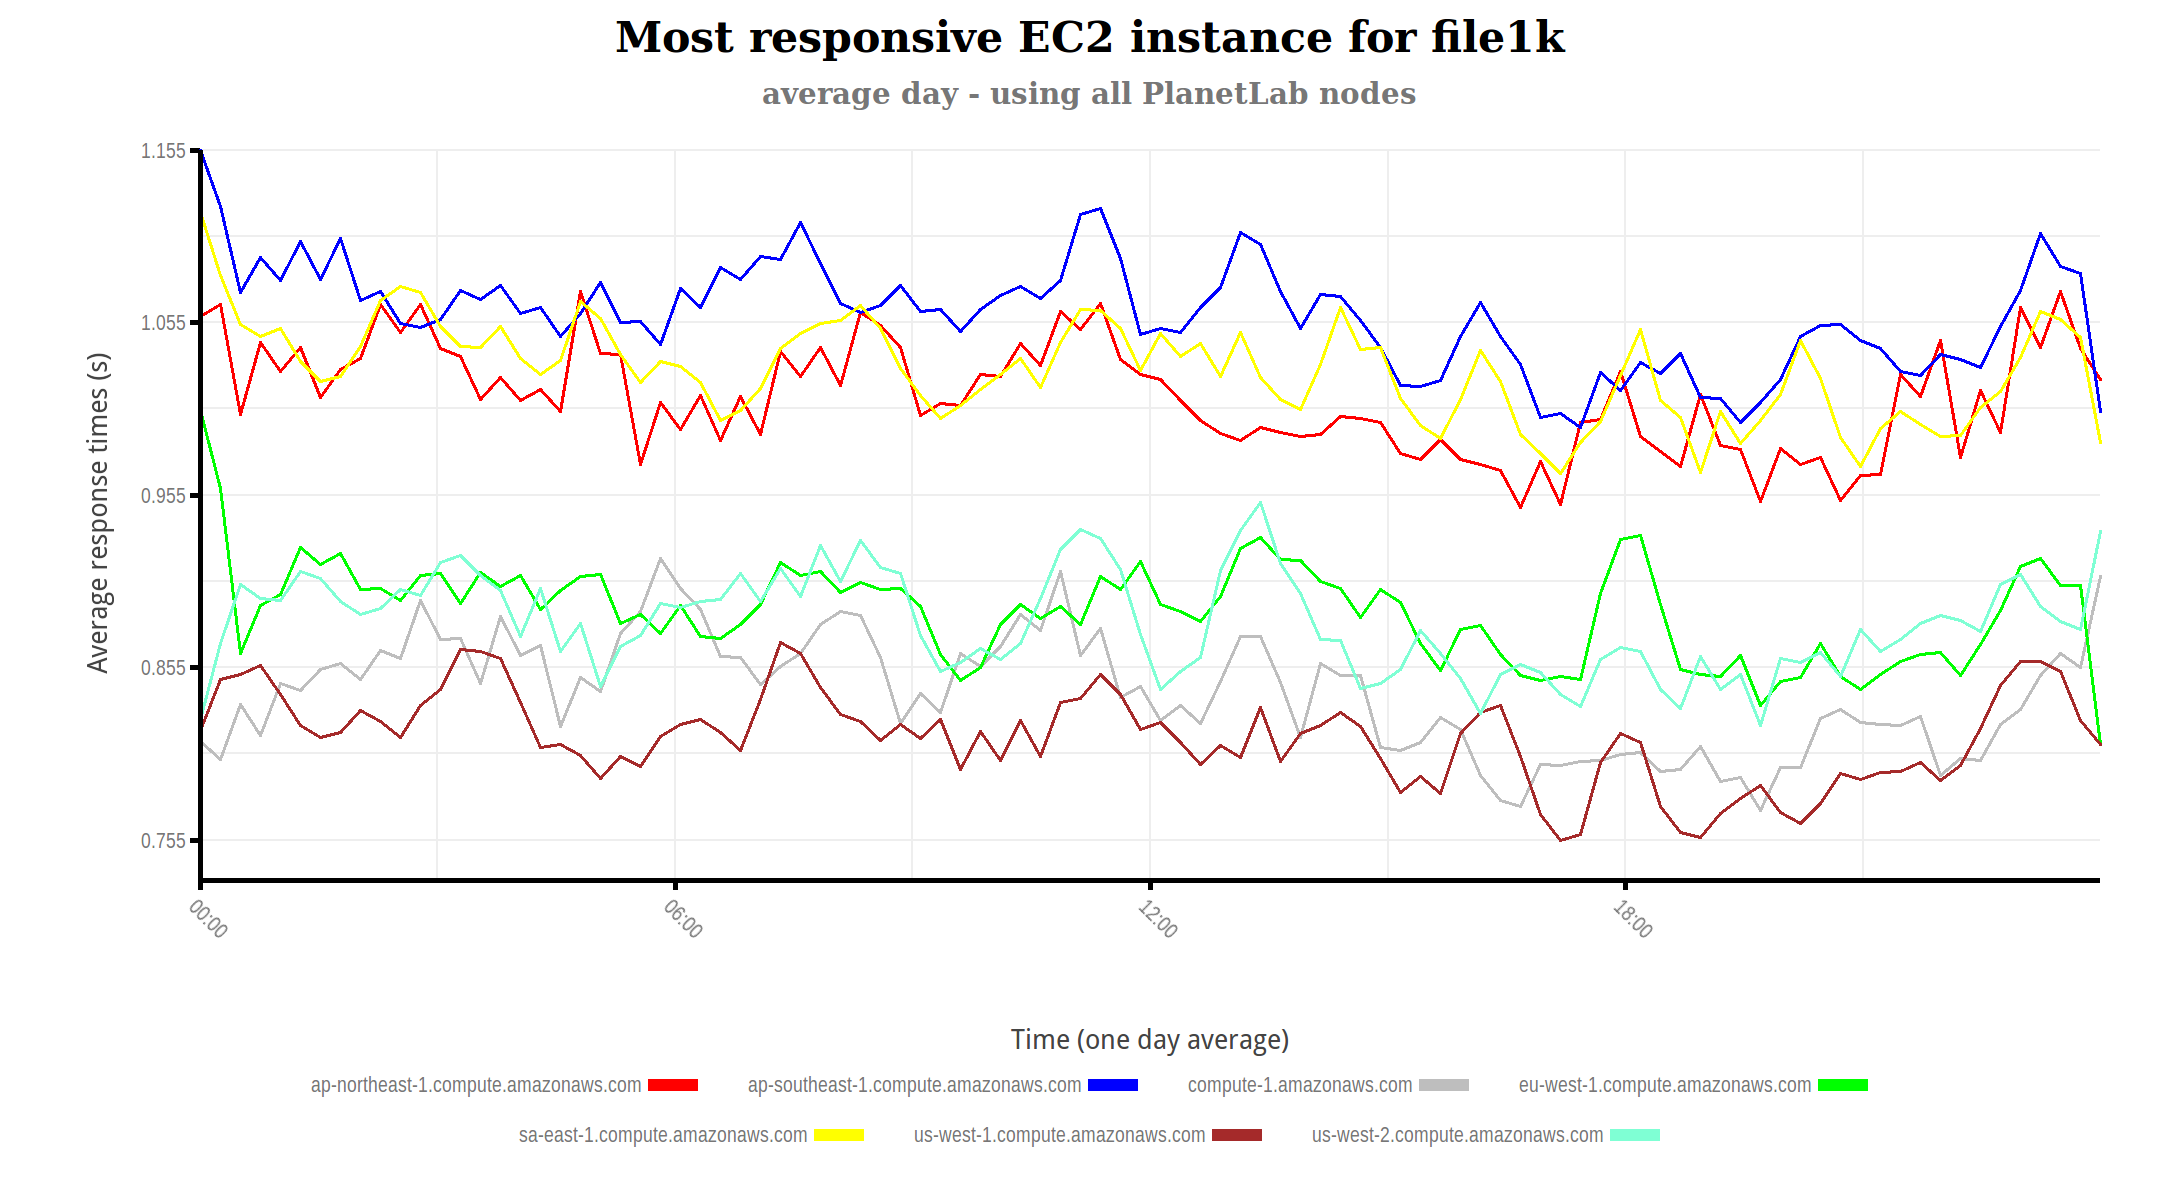 Most responsive EC2 instance for file1k
average day - using all PlanetLab nodes
Average response times (s)
1.155
1.055
0.955
0.855
0.755
00:00
06:00
12:00
18:00
Time (one day average)
ap-northeast-1.compute.amazonaws.com ap-southeast-1.compute.amazonaws.com compute-1.amazonaws.com eu-west-1.compute.amazonaws.com
sa-east-1.compute.amazonaws.com us-west-1.compute.amazonaws.com us-west-2.compute.amazonaws.com